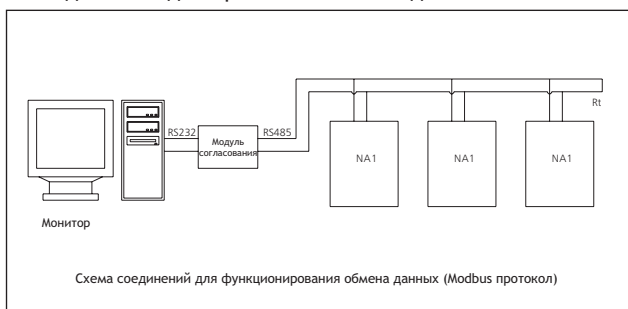 RS232
Модуль
согласования
RS485
Rt
NA1
NA1
NA1
Монитор
Схема соединений для функционирования обмена данных (Modbus протокол)